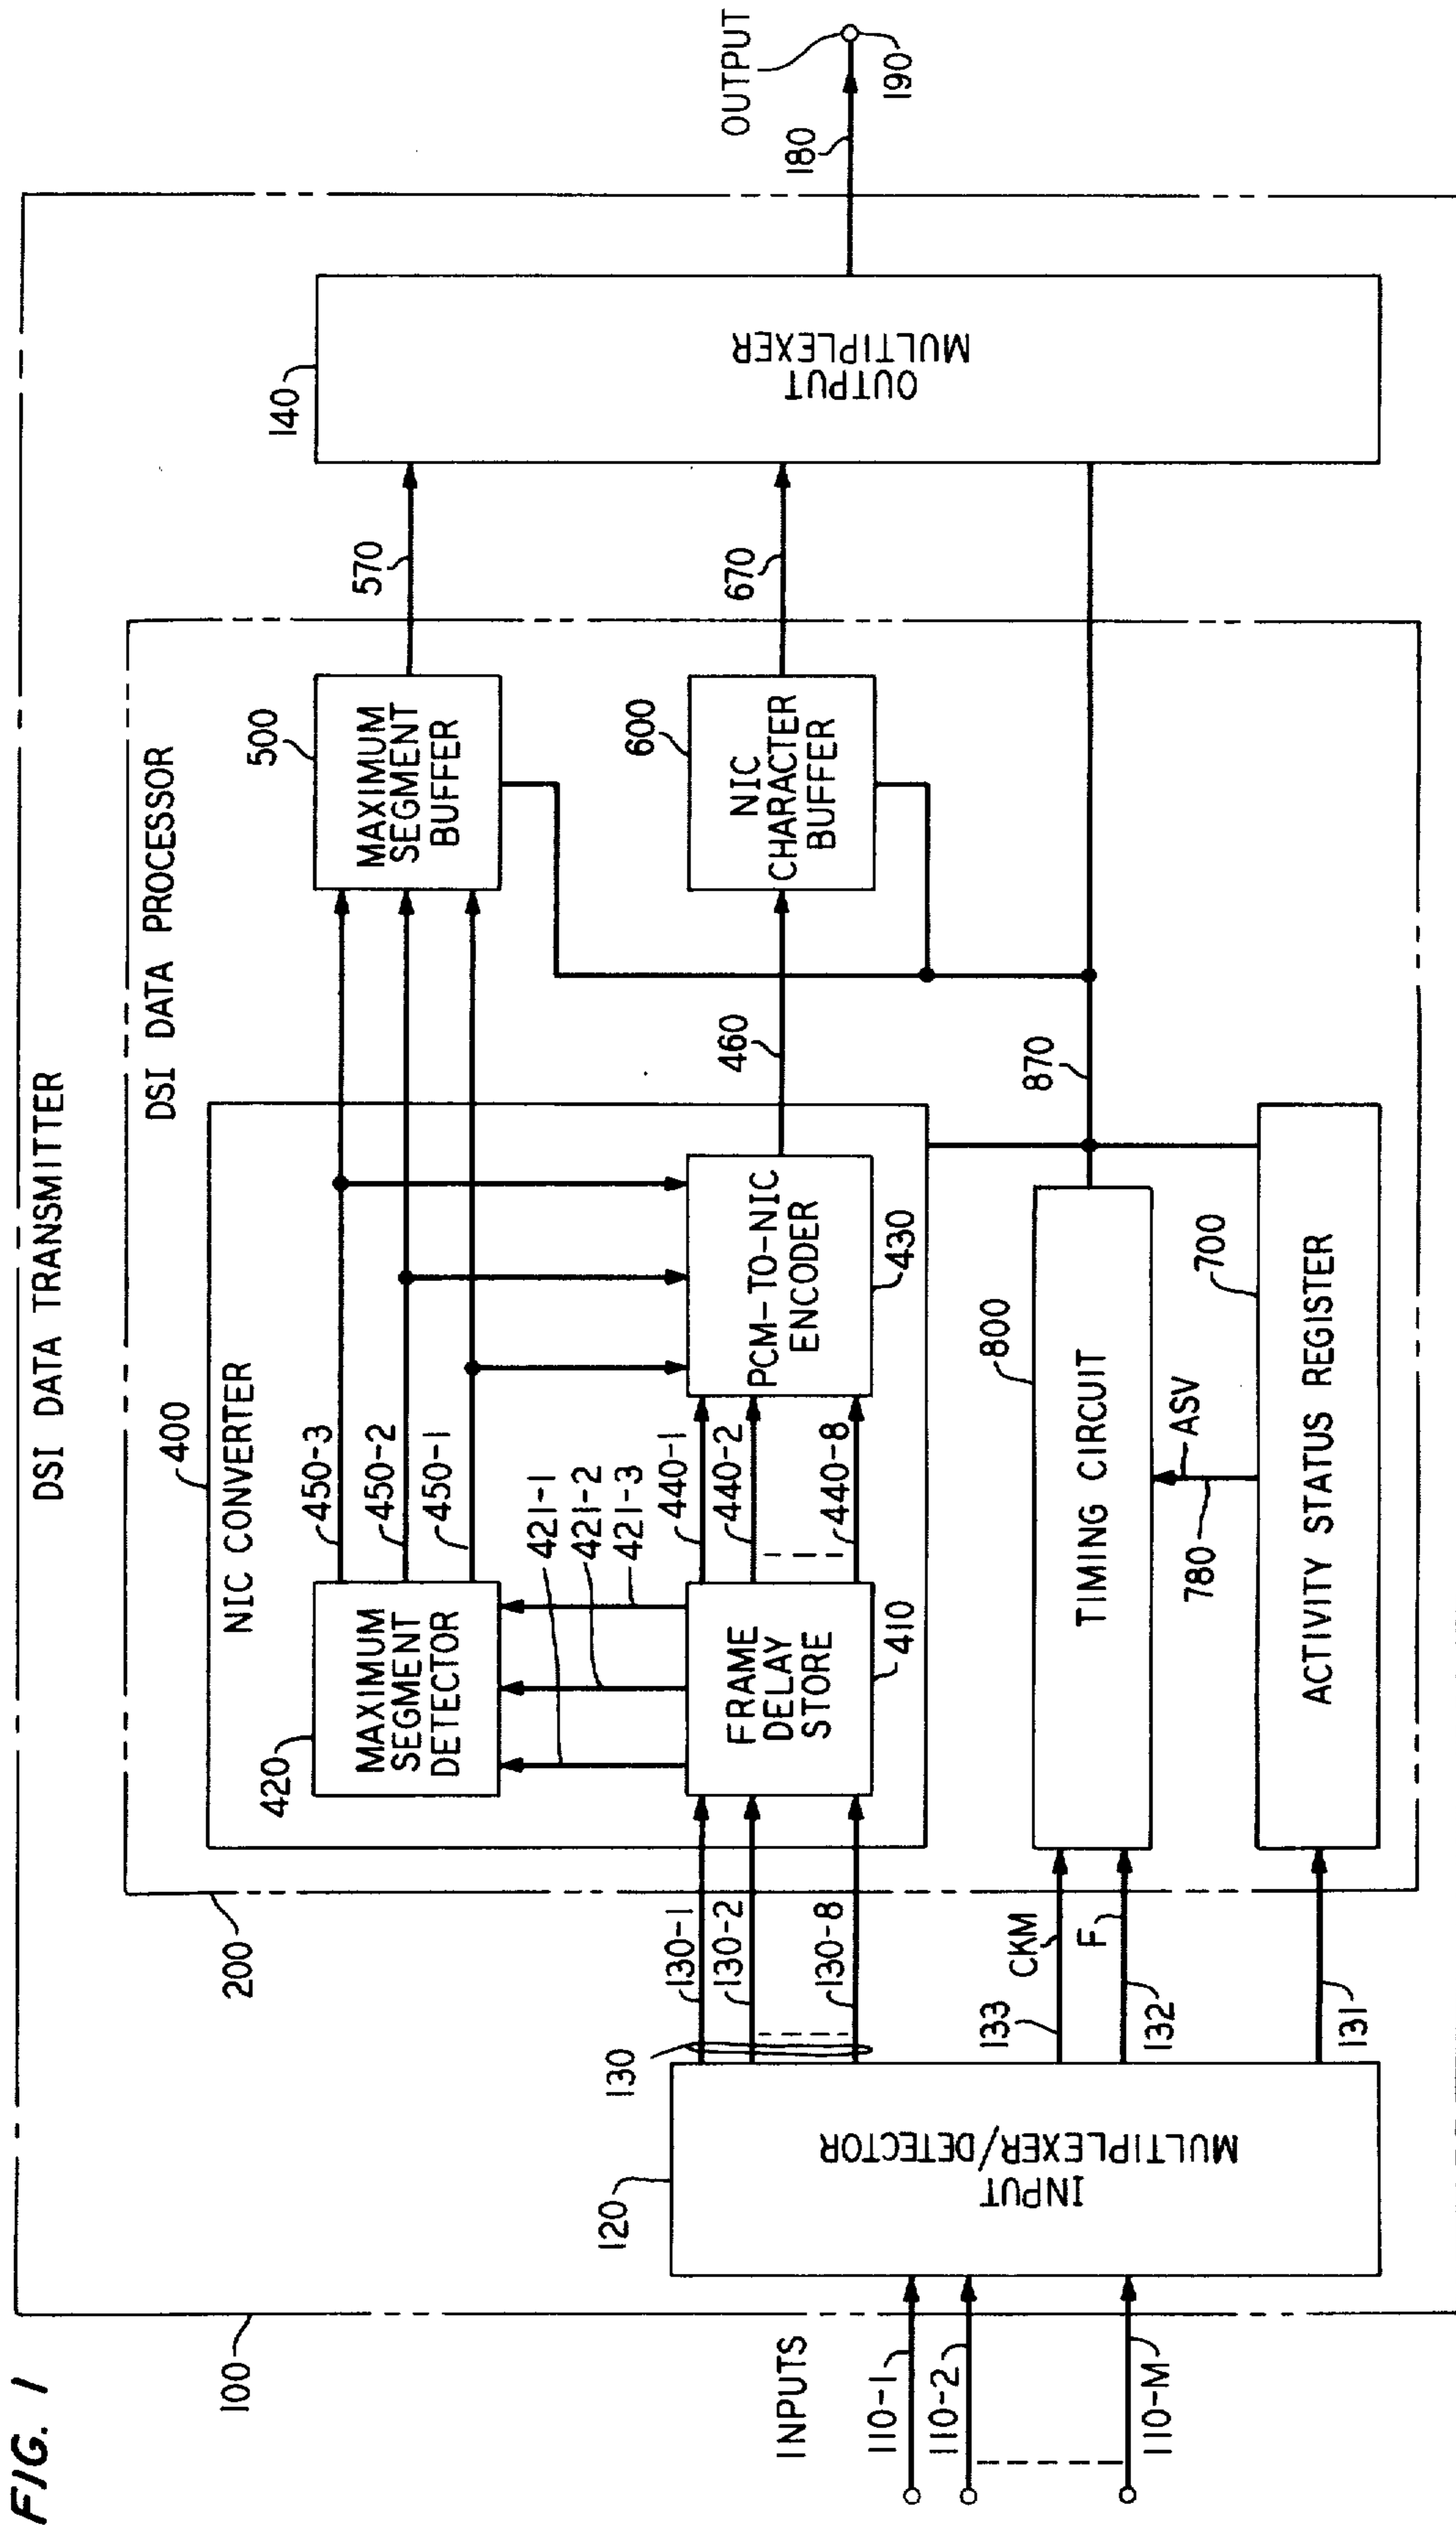 FIG. 1
DSI DATA TRANSMITTER
100
DSI DATA PROCESSOR
200
NIC CONVERTER
400
INPUTS
110-1
110-2
110-M
120
INPUT
MULTIPLEXER/DETECTOR
130
130-1
130-2
130-8
133
CKM
132
F
131
420
MAXIMUM
SEGMENT
DETECTOR
421-1
421-2
421-3
FRAME
DELAY
STORE
410
450-3
450-2
450-1
440-1
440-2
440-8
PCM-TO-NIC
ENCODER
430
460
500
MAXIMUM
SEGMENT
BUFFER
570
600
NIC
CHARACTER
BUFFER
670
800
TIMING CIRCUIT
870
780
ASV
700
ACTIVITY STATUS REGISTER
140
OUTPUT
MULTIPLEXER
180
OUTPUT
190